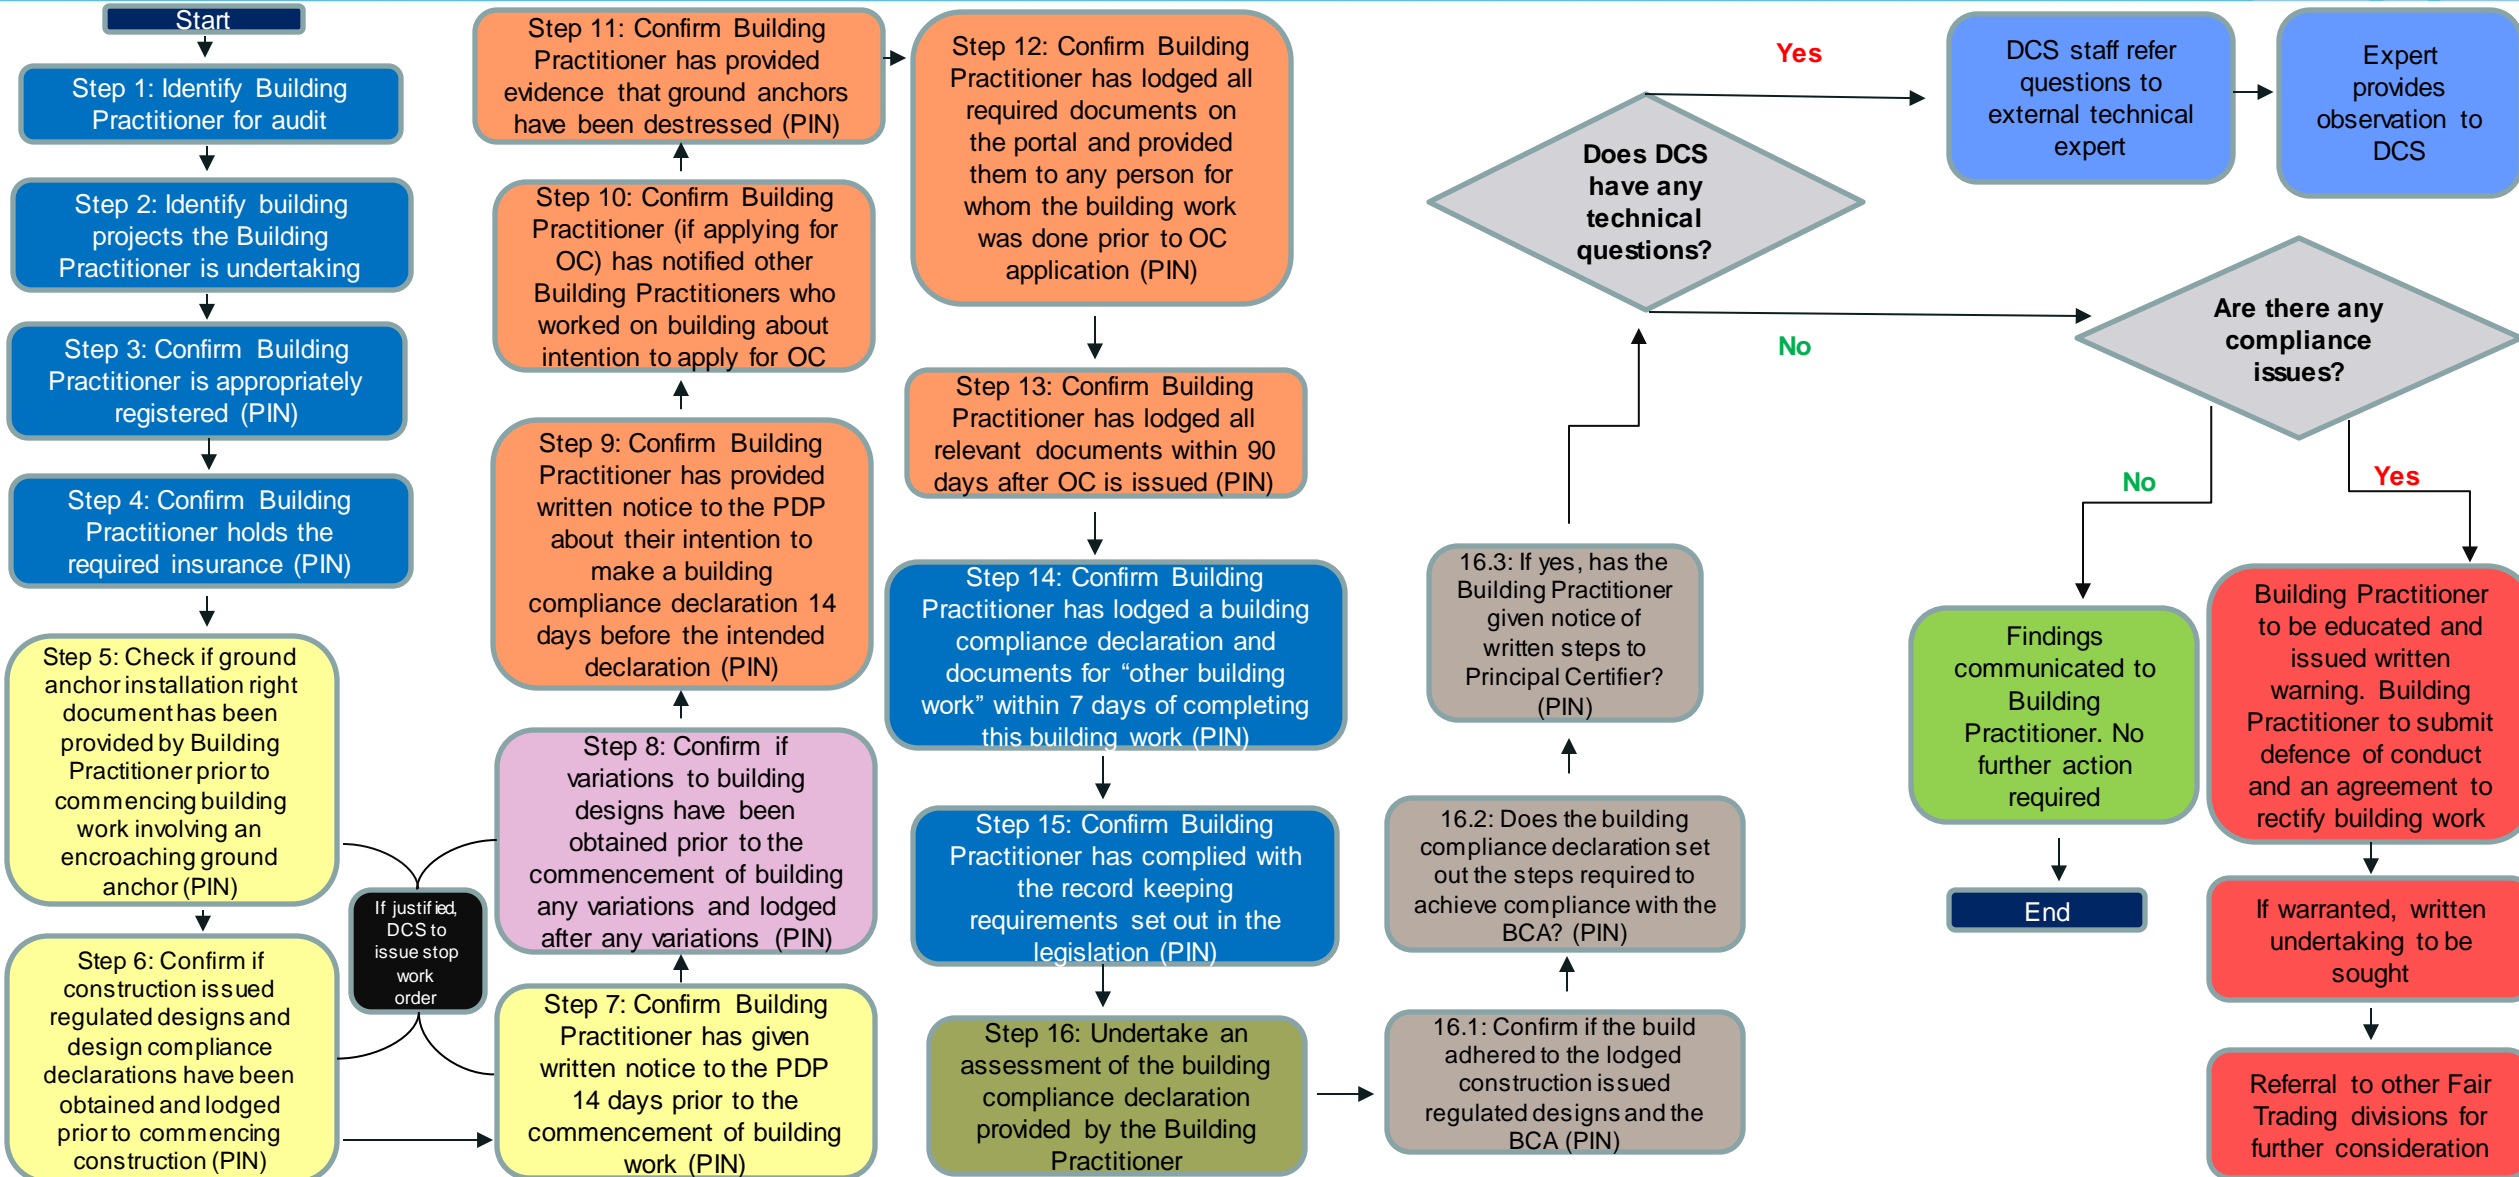 Start
Step 1: Identify Building
Practitioner for audit
Step 2: Identify building
projects the Building
Practitioner is undertaking
Step 3: Confirm Building
Practitioner is appropriately
registered (PIN)
Step 4: Confirm Building
Practitioner holds the
required insurance (PIN)
Step 5: Check if ground
anchor installation right
document has been
provided by Building
Practitioner prior to
commencing building
work involving an
encroaching ground
anchor (PIN)
Step 6: Confirm if
construction issued
regulated designs and
design compliance
declarations have been
obtained and lodged
prior to commencing
construction (PIN)
If justified,
DCS to
issue stop
work
order
Step 7: Confirm Building
Practitioner has given
written notice to the PDP
14 days prior to the
commencement of building
work (PIN)
Step 8: Confirm if
variations to building
designs have been
obtained prior to the
commencement of building
any variations and lodged
after any variations (PIN)
Step 9: Confirm Building
Practitioner has provided
written notice to the PDP
about their intention to
make a building
compliance declaration 14
days before the intended
declaration (PIN)
Step 10: Confirm Building
Practitioner (if applying for
OC) has notified other
Building Practitioners who
worked on building about
intention to apply for OC
Step 11: Confirm Building
Practitioner has provided
evidence that ground anchors
have been destressed (PIN)
Step 12: Confirm Building
Practitioner has lodged all
required documents on
the portal and provided
them to any person for
whom the building work
was done prior to OC
application (PIN)
Step 13: Confirm Building
Practitioner has lodged all
relevant documents within 90
days after OC is issued (PIN)
Step 14: Confirm Building
Practitioner has lodged a building
compliance declaration and
documents for “other building
work” within 7 days of completing
this building work (PIN)
Step 15: Confirm Building
Practitioner has complied with
the record keeping
requirements set out in the
legislation (PIN)
Step 16: Undertake an
assessment of the building
compliance declaration
provided by the Building
Practitioner
16.1: Confirm if the build
adhered to the lodged
construction issued
regulated designs and the
BCA (PIN)
16.2: Does the building
compliance declaration set
out the steps required to
achieve compliance with the
BCA? (PIN)
16.3: If yes, has the
Building Practitioner
given notice of
written steps to
Principal Certifier?
(PIN)
Does DCS
have any
technical
questions?
Yes
DCS staff refer
questions to
external technical
expert
Expert
provides
observation to
DCS
No
Are there any
compliance
issues?
No
Findings
communicated to
Building
Practitioner. No
further action
required
End
Yes
Building Practitioner
to be educated and
issued written
warning. Building
Practitioner to submit
defence of conduct
and an agreement to
rectify building work
If warranted, written
undertaking to be
sought
Referral to other Fair
Trading divisions for
further consideration